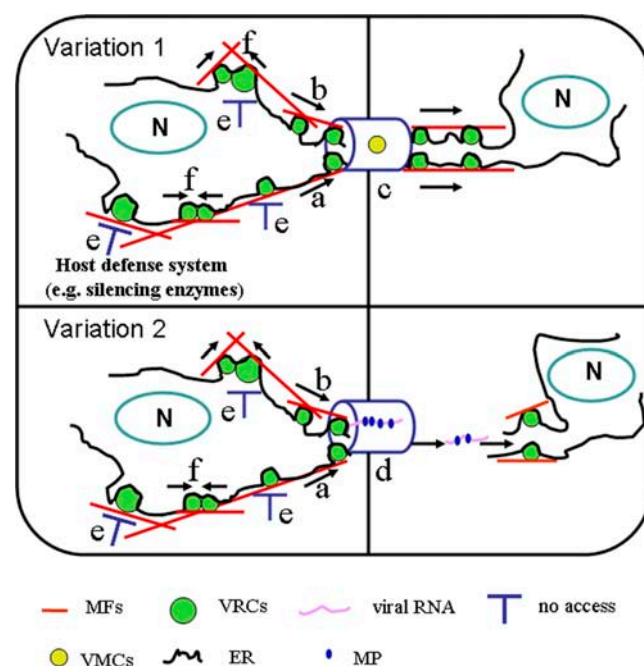 Variation 1
f
b
N
N
e
f
c
a
e
e
Host defense system
(e.g. silencing enzymes)
Variation 2
b
N
N
e
f
d
a
e
e
MFs
VRCs
viral RNA
no access
VMCs
ER
MP